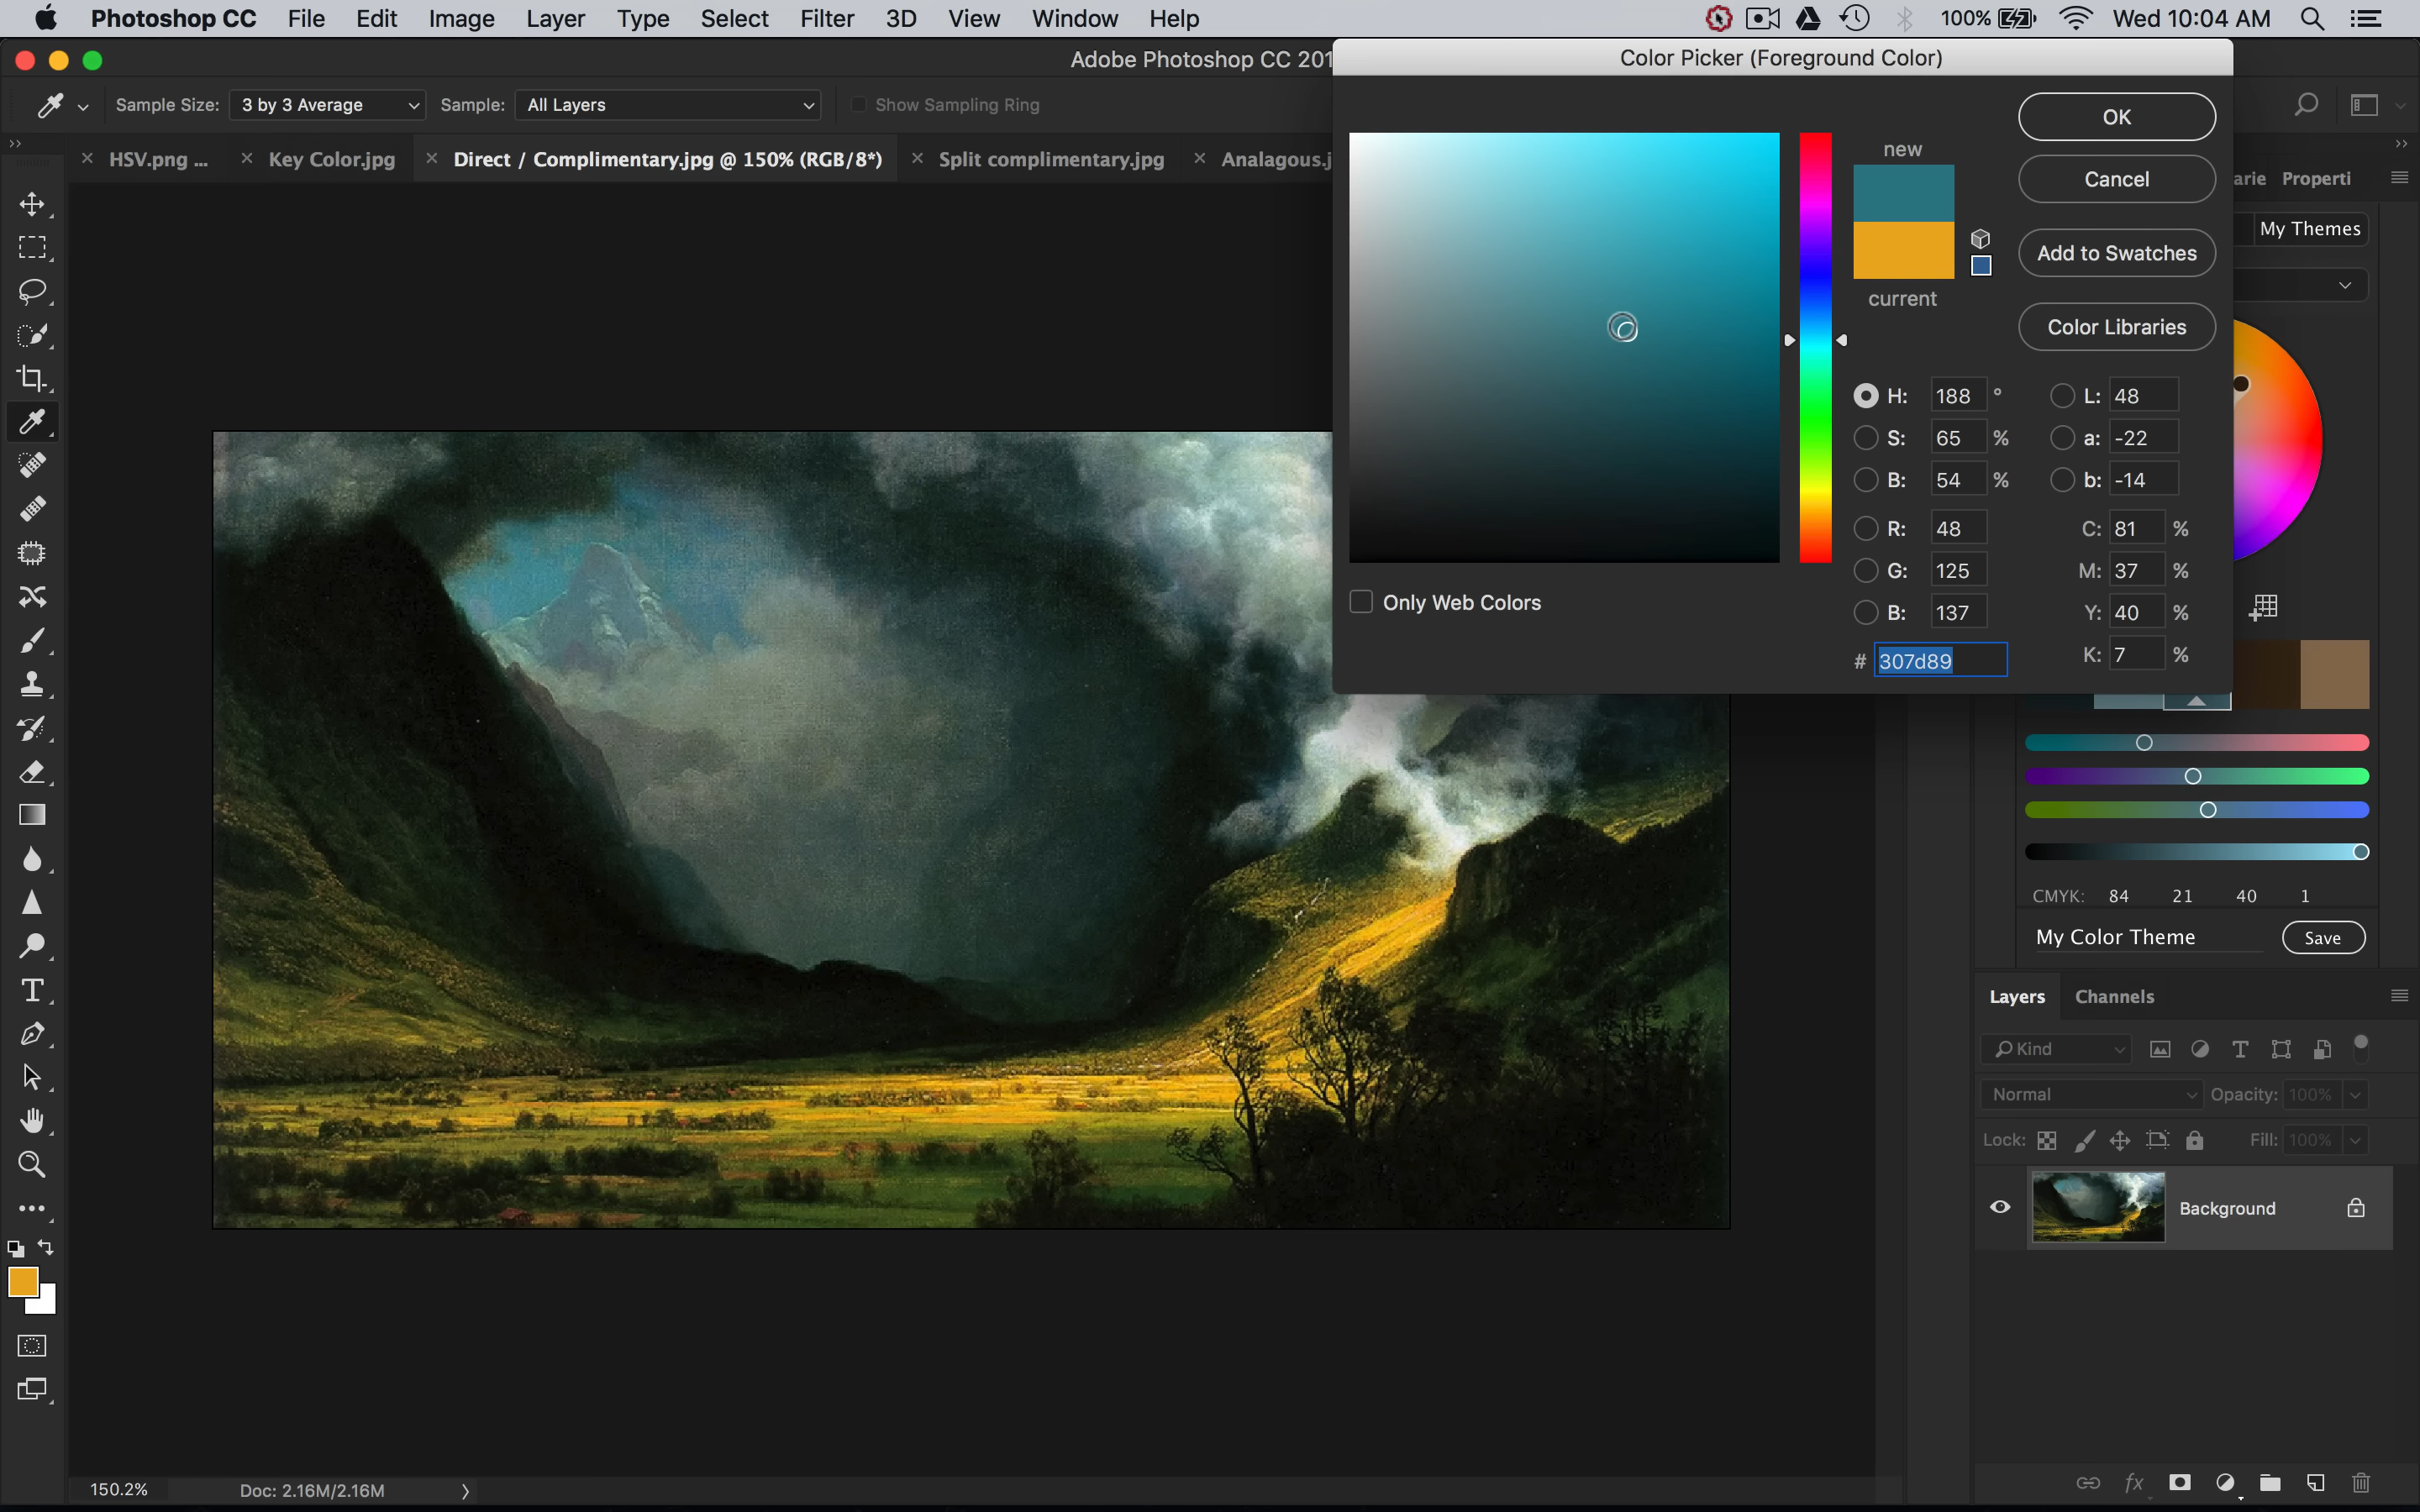 Photoshop CC File Edit Image Layer Type Select Filter 3D View Window Help 100% Wed 10:04 AM
Adobe Photoshop CC 201
Color Picker (Foreground Color)
Sample Size: 3 by 3 Average Sample: All Layers Show Sampling Ring
HSV.png ... Key Color.jpg Direct / Complimentary.jpg @ 150% (RGB/8*) Split complimentary.jpg Analagous.j
new
current
OK
Cancel
Add to Swatches
Color Libraries
H: 188 ° L: 48
S: 65 % a: -22
B: 54 % b: -14
R: 48 C: 81 %
G: 125 M: 37 %
B: 137 Y: 40 %
# 307d89 K: 7 %
Only Web Colors
arie Properti
My Themes
CMYK: 84 21 40 1
My Color Theme Save
Layers Channels
Kind
Normal Opacity: 100%
Lock: Fill: 100%
Background
fx
150.2% Doc: 2.16M/2.16M